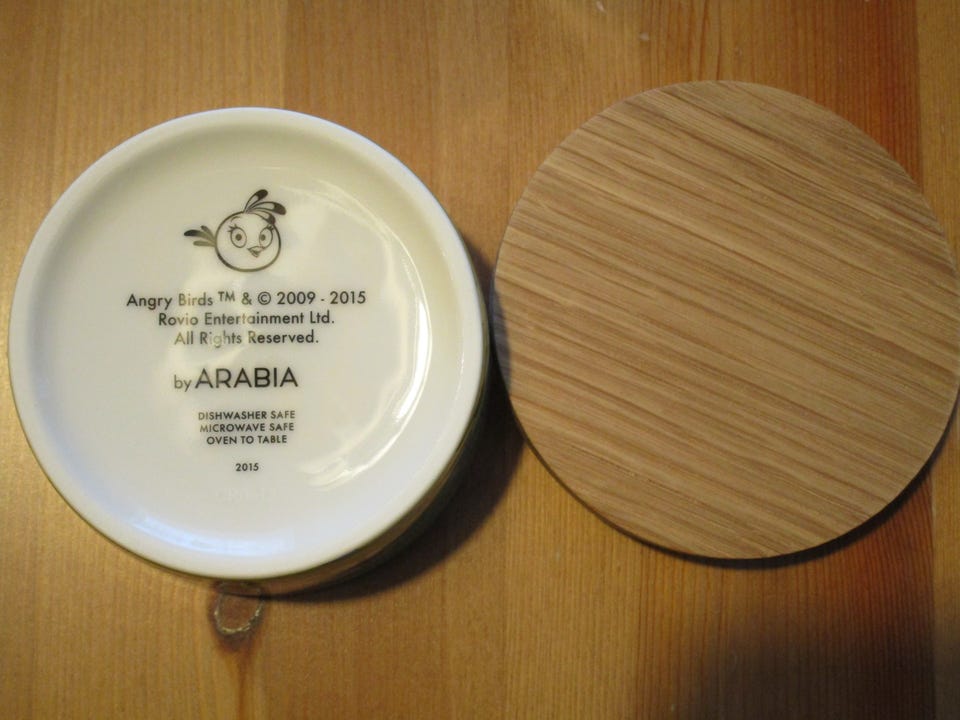 Angry Birds ™ & © 2009 - 2015
Rovio Entertainment Ltd.
All Rights Reserved.
by ARABIA
DISHWASHER SAFE
MICROWAVE SAFE
OVEN TO TABLE
2015